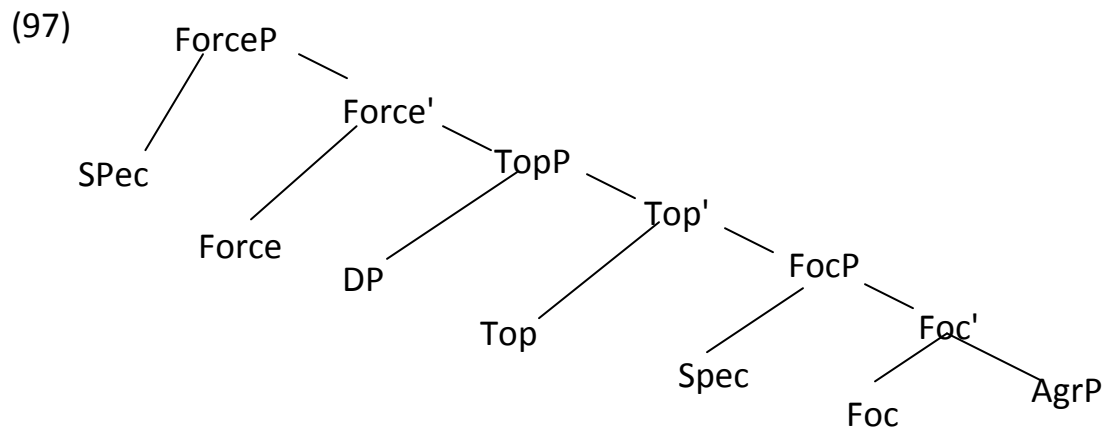 (97)
ForceP
Force'
SPec
TopP
Force
Top'
DP
FocP
Top
Foc'
Spec
AgrP
Foc